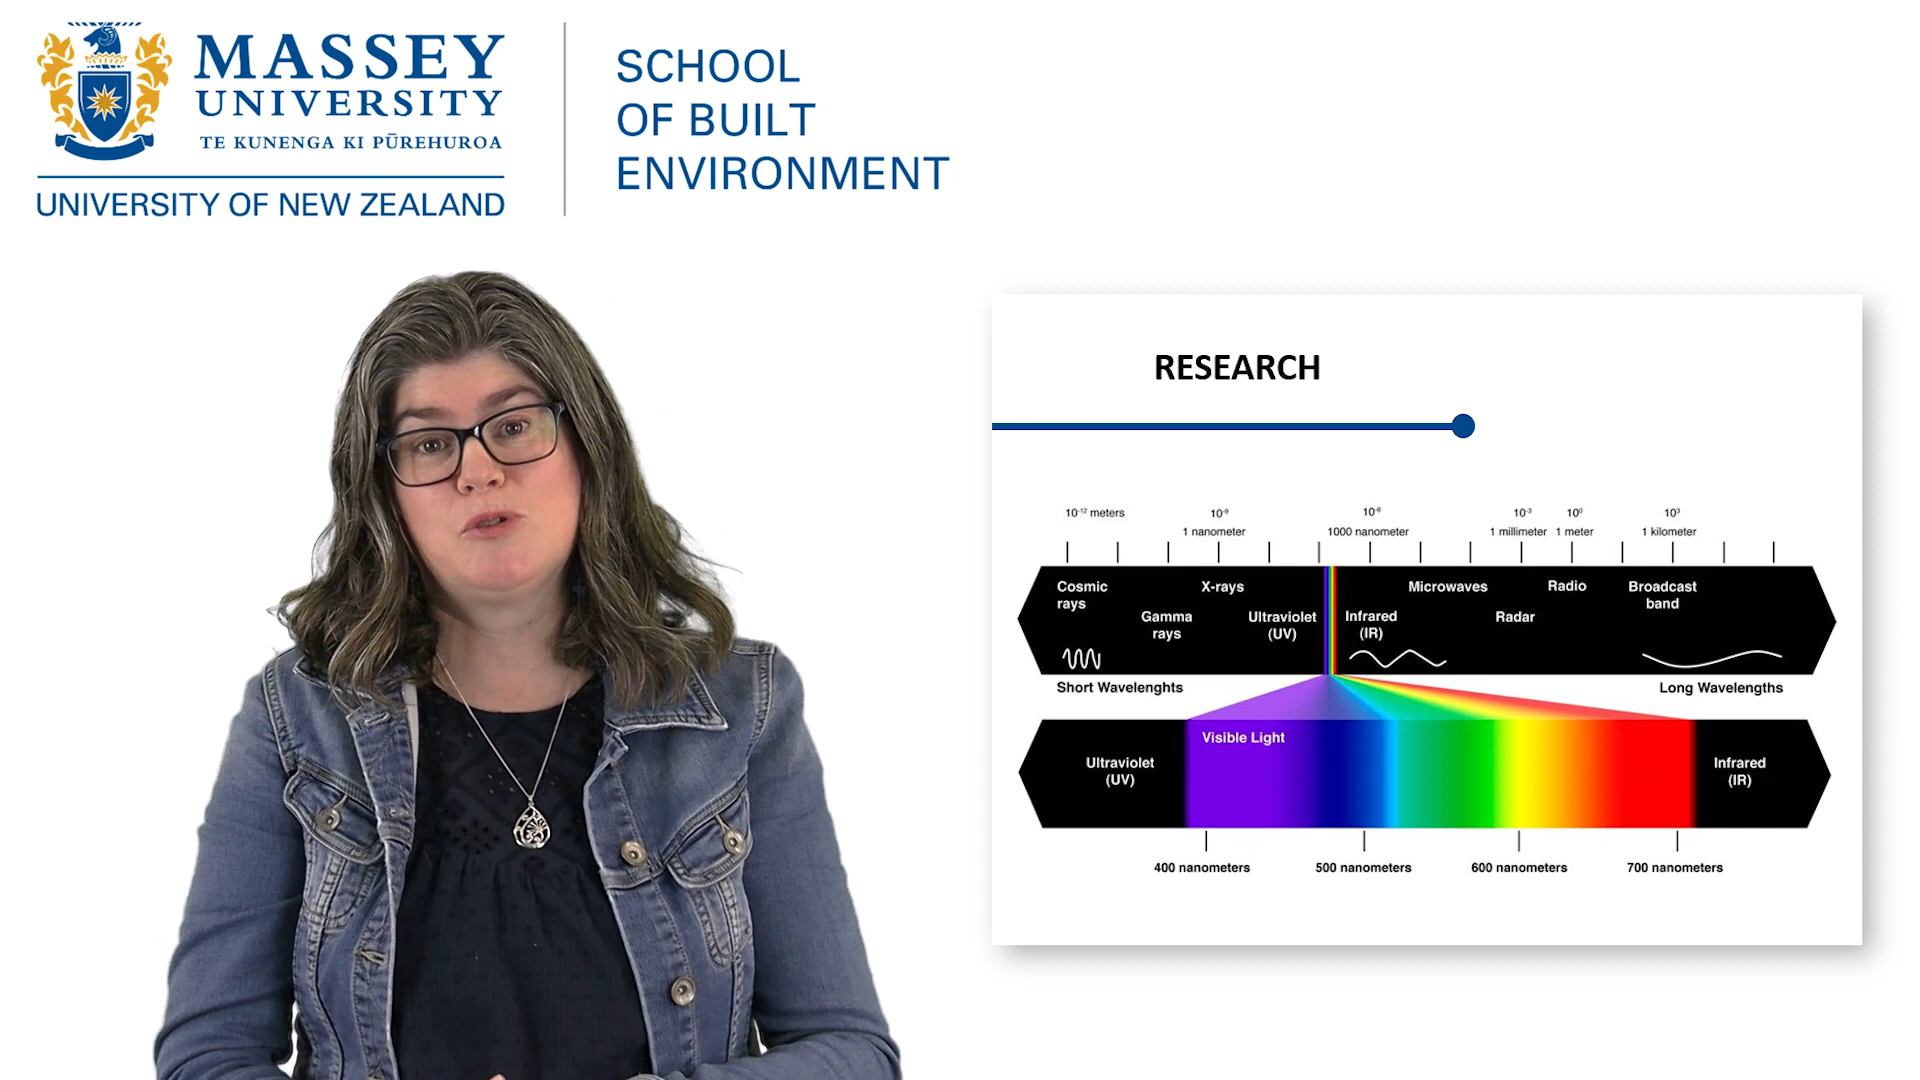 MASSEY
UNIVERSITY
TE KUNENGA KI PŪREHUROA
UNIVERSITY OF NEW ZEALAND
SCHOOL
OF BUILT
ENVIRONMENT
RESEARCH
10⁻¹² meters 10⁻⁹ 10⁻⁶ 10⁻³ 10⁰ 10³
1 nanometer 1000 nanometer 1 millimeter 1 meter 1 kilometer
Cosmic
rays
Gamma
rays
X-rays
Ultraviolet
(UV)
Infrared
(IR)
Microwaves
Radar
Radio
Broadcast
band
Short Wavelenghts
Long Wavelengths
Ultraviolet
(UV)
Visible Light
Infrared
(IR)
400 nanometers 500 nanometers 600 nanometers 700 nanometers